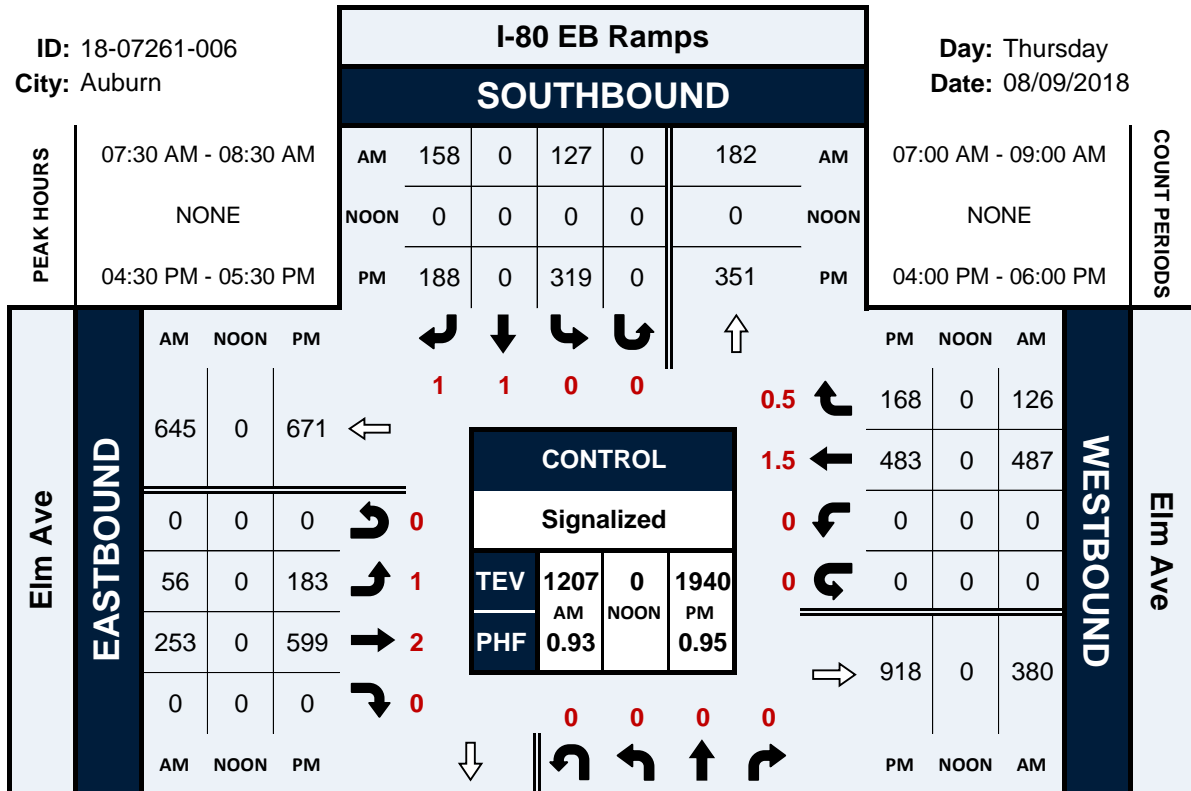 I-80 EB Ramps
ID: 18-07261-006
Day: Thursday
City: Auburn
Date: 08/09/2018
SOUTHBOUND
PEAK HOURS
07:30 AM - 08:30 AM
AM 158 0 127 0 182 AM
07:00 AM - 09:00 AM
COUNT PERIODS
NONE
NOON 0 0 0 0 0 NOON
NONE
04:30 PM - 05:30 PM
PM 188 0 319 0 351 PM
04:00 PM - 06:00 PM
AM NOON PM
PM NOON AM
1 1 0 0
0.5 168 0 126
645 0 671
CONTROL
1.5 483 0 487
Elm Ave
EASTBOUND
WESTBOUND
Elm Ave
0 0 0 0
Signalized
0 0 0 0
56 0 183 1
TEV 1207 0 1940
0 0 0 0
AM NOON PM
253 0 599 2
PHF 0.93 0.95
918 0 380
0 0 0 0
0 0 0 0
AM NOON PM
PM NOON AM